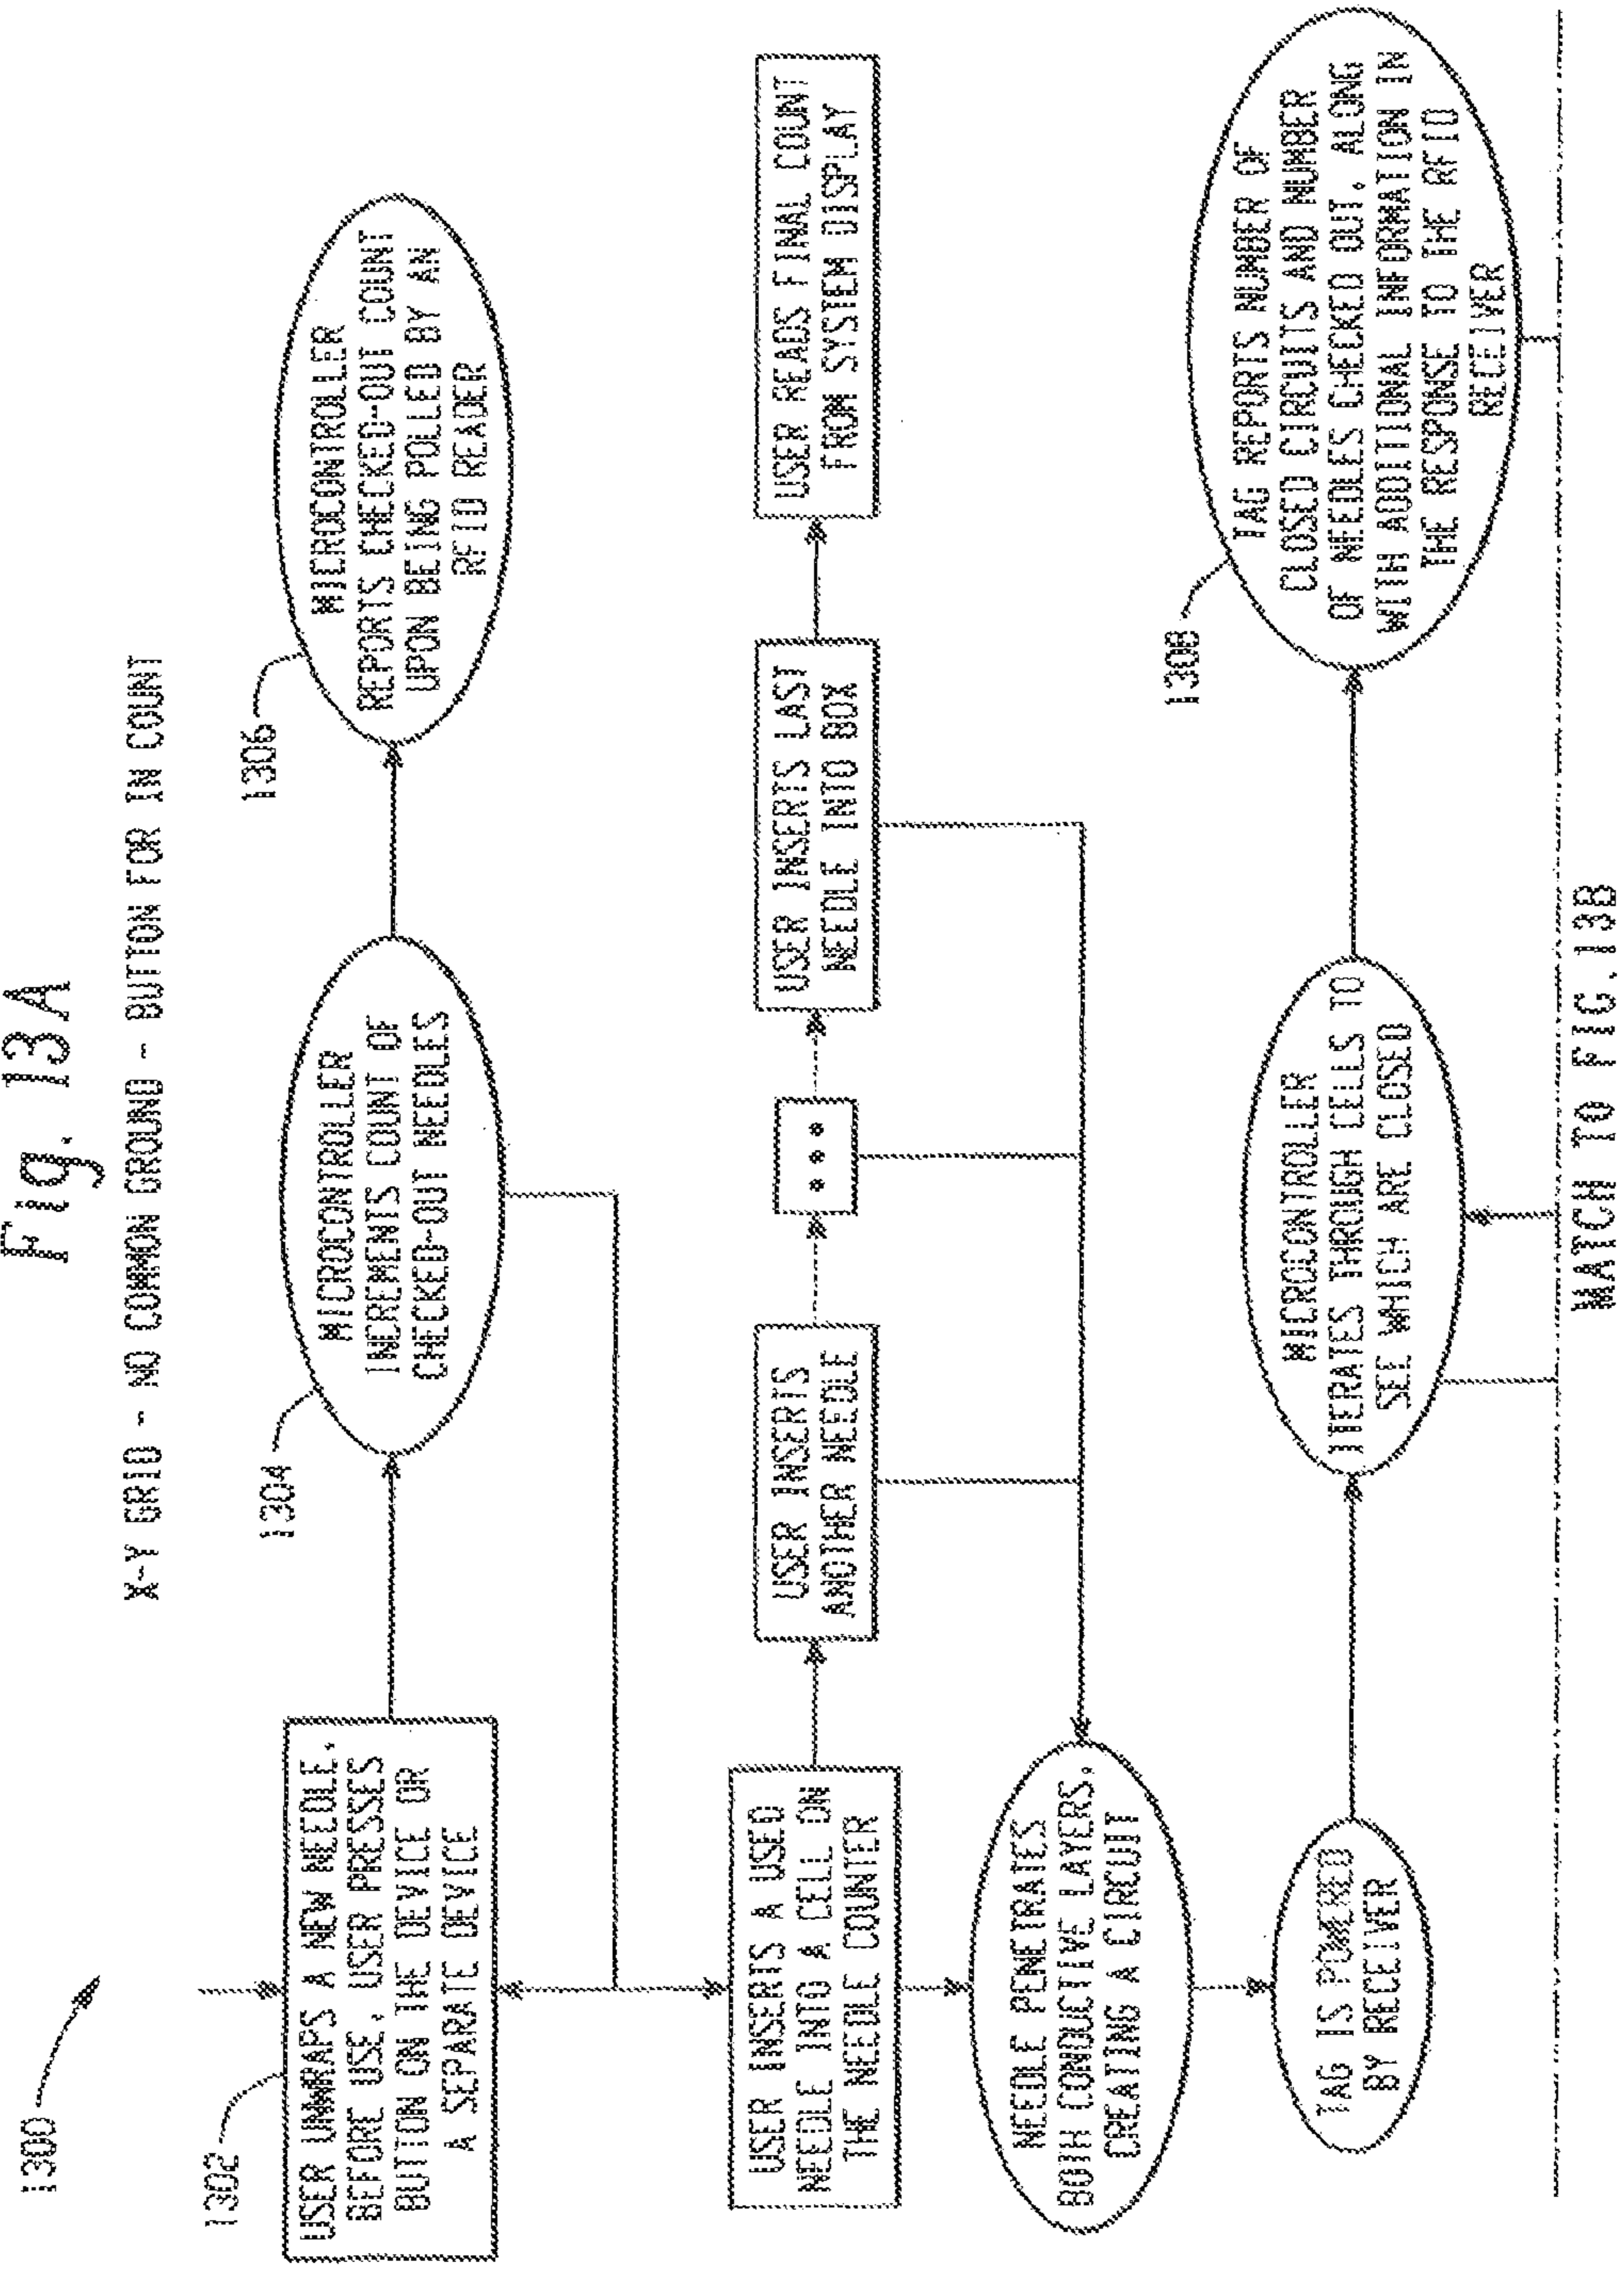 Fig. 13A
X-Y GRID - NO COMMON GROUND - BUTTON FOR IN COUNT
1300
1302
USER UNWRAPS A NEW NEEDLE.
BEFORE USE, USER PRESSES
BUTTON ON THE DEVICE OR
A SEPARATE DEVICE
1304
MICROCONTROLLER
INCREMENTS COUNT OF
CHECKED-OUT NEEDLES
1306
MICROCONTROLLER
REPORTS CHECKED-OUT COUNT
UPON BEING POLLED BY AN
RFID READER
USER INSERTS A USED
NEEDLE INTO A CELL ON
THE NEEDLE COUNTER
USER INSERTS
ANOTHER NEEDLE
•••
USER INSERTS LAST
NEEDLE INTO BOX
USER READS FINAL COUNT
FROM SYSTEM DISPLAY
NEEDLE PENETRATES
BOTH CONDUCTIVE LAYERS,
CREATING A CIRCUIT
TAG IS POWERED
BY RECEIVER
MICROCONTROLLER
ITERATES THROUGH CELLS TO
SEE WHICH ARE CLOSED
1308
TAG REPORTS NUMBER OF
CLOSED CIRCUITS AND NUMBER
OF NEEDLES CHECKED OUT, ALONG
WITH ADDITIONAL INFORMATION IN
THE RESPONSE TO THE RFID
RECEIVER
MATCH TO FIG.13B